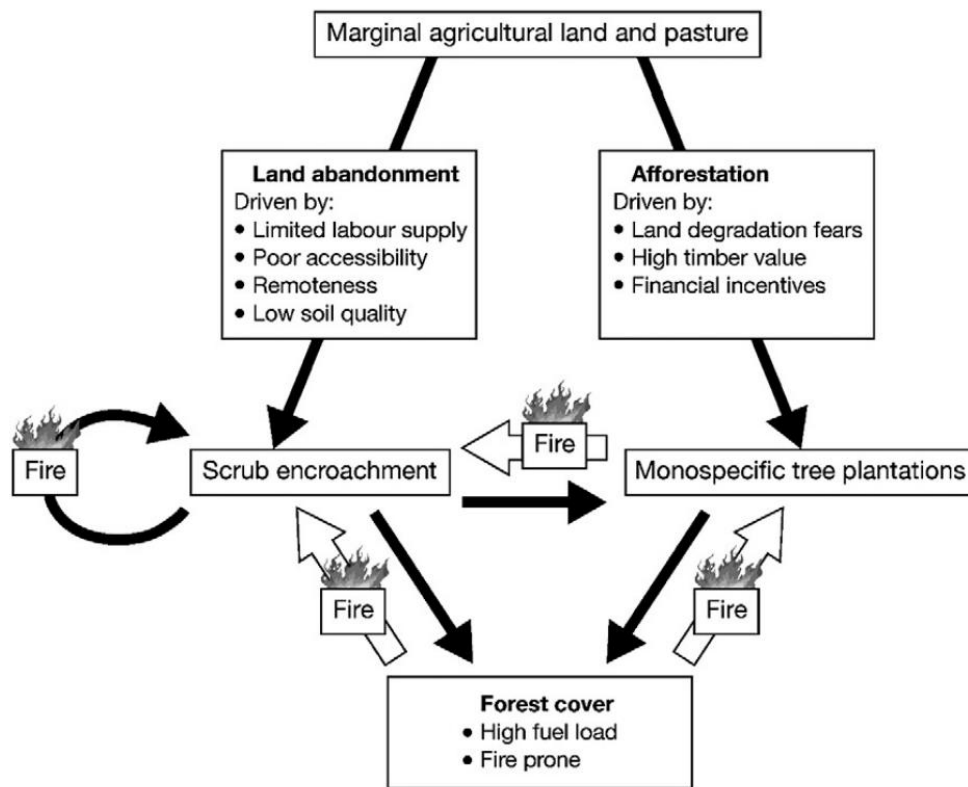 Marginal agricultural land and pasture
Land abandonment
Driven by:
• Limited labour supply
• Poor accessibility
• Remoteness
• Low soil quality
Afforestation
Driven by:
• Land degradation fears
• High timber value
• Financial incentives
Fire
Fire
Scrub encroachment
Monospecific tree plantations
Fire
Fire
Forest cover
• High fuel load
• Fire prone